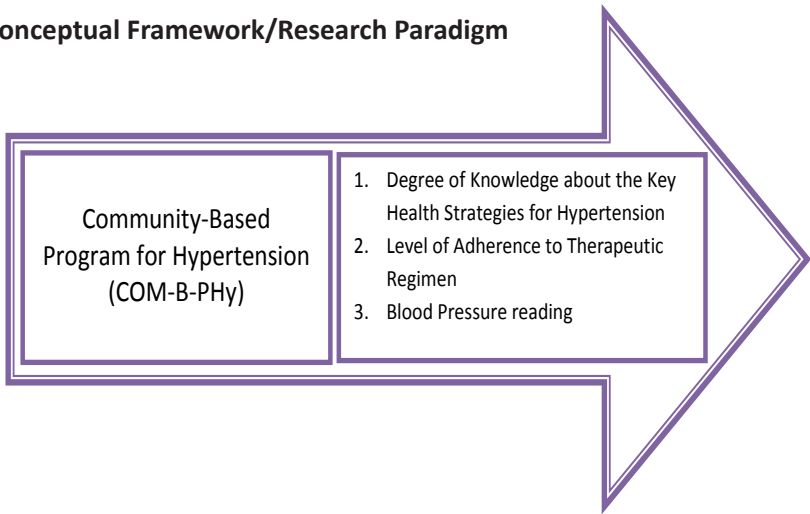 onceptual Framework/Research Paradigm
Community-Based
Program for Hypertension
(COM-B-PHy)
1. Degree of Knowledge about the Key
Health Strategies for Hypertension
2. Level of Adherence to Therapeutic
Regimen
3. Blood Pressure reading